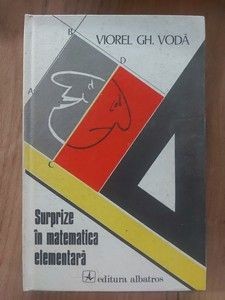 VIOREL GH. VODĂ
B
D
A
C
Surprize
în matematica
elementară
editura albatros